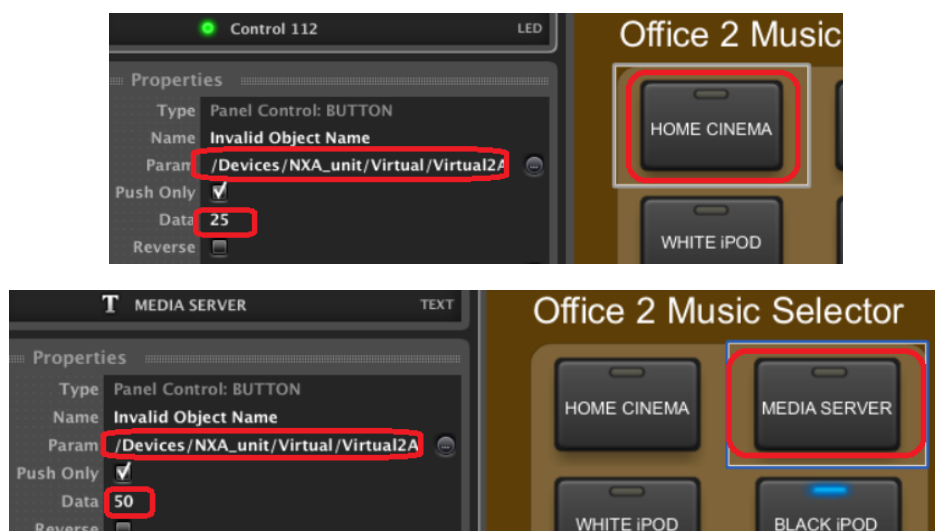 Control 112 LED
Office 2 Music
Properties
Type Panel Control: BUTTON
Name Invalid Object Name
Param /Devices/NXA_unit/Virtual/Virtual2A
Push Only
Data 25
Reverse
HOME CINEMA
WHITE iPOD
T MEDIA SERVER TEXT
Office 2 Music Selector
Properties
Type Panel Control: BUTTON
Name Invalid Object Name
Param /Devices/NXA_unit/Virtual/Virtual2A
Push Only
Data 50
Reverse
HOME CINEMA MEDIA SERVER
WHITE iPOD BLACK iPOD